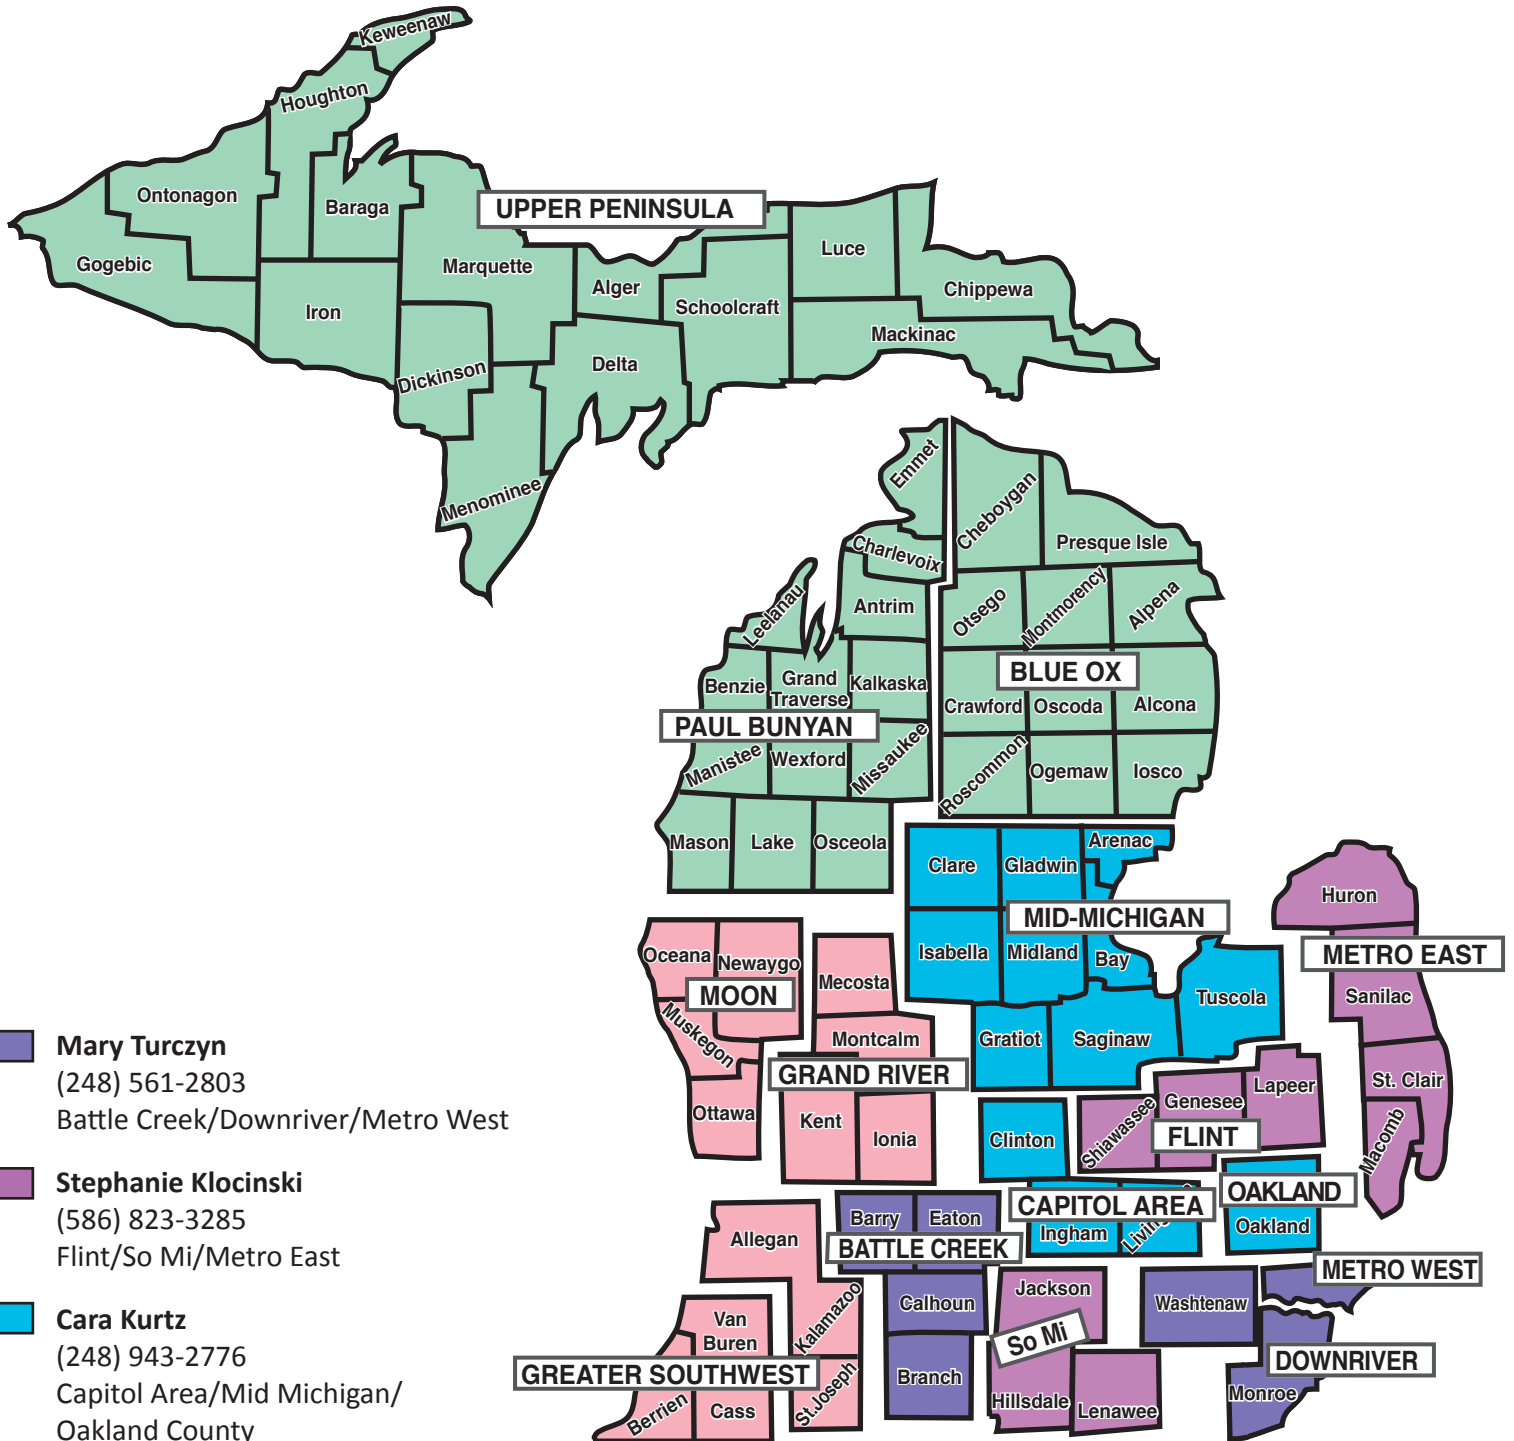 Keweenaw
Houghton
Ontonagon
Baraga
UPPER PENINSULA
Gogebic
Marquette
Luce
Alger
Chippewa
Iron
Schoolcraft
Mackinac
Dickinson
Delta
Menominee
Emmet
Cheboygan
Charlevoix
Presque Isle
Leelanau
Antrim
Otsego
Montmorency
Alpena
Benzie
Grand
Traverse
Kalkaska
BLUE OX
Crawford
Oscoda
Alcona
PAUL BUNYAN
Manistee
Wexford
Missaukee
Roscommon
Ogemaw
Iosco
Mason
Lake
Osceola
Clare
Gladwin
Arenac
Huron
MID-MICHIGAN
Isabella
Midland
Bay
METRO EAST
Oceana
Newaygo
MOON
Mecosta
Tuscola
Sanilac
Muskegon
Montcalm
Gratiot
Saginaw
GRAND RIVER
Lapeer
St. Clair
Ottawa
Kent
Ionia
Clinton
Shiawassee
Genesee
FLINT
Macomb
CAPITOL AREA
OAKLAND
Barry
Eaton
Ingham
Oakland
Allegan
BATTLE CREEK
METRO WEST
Van
Buren
Kalamazoo
Calhoun
Jackson
Washtenaw
So Mi
GREATER SOUTHWEST
DOWNRIVER
Berrien
Cass
St.Joseph
Branch
Hillsdale
Lenawee
Monroe
Mary Turczyn
(248) 561-2803
Battle Creek/Downriver/Metro West
Stephanie Klocinski
(586) 823-3285
Flint/So Mi/Metro East
Cara Kurtz
(248) 943-2776
Capitol Area/Mid Michigan/
Oakland County